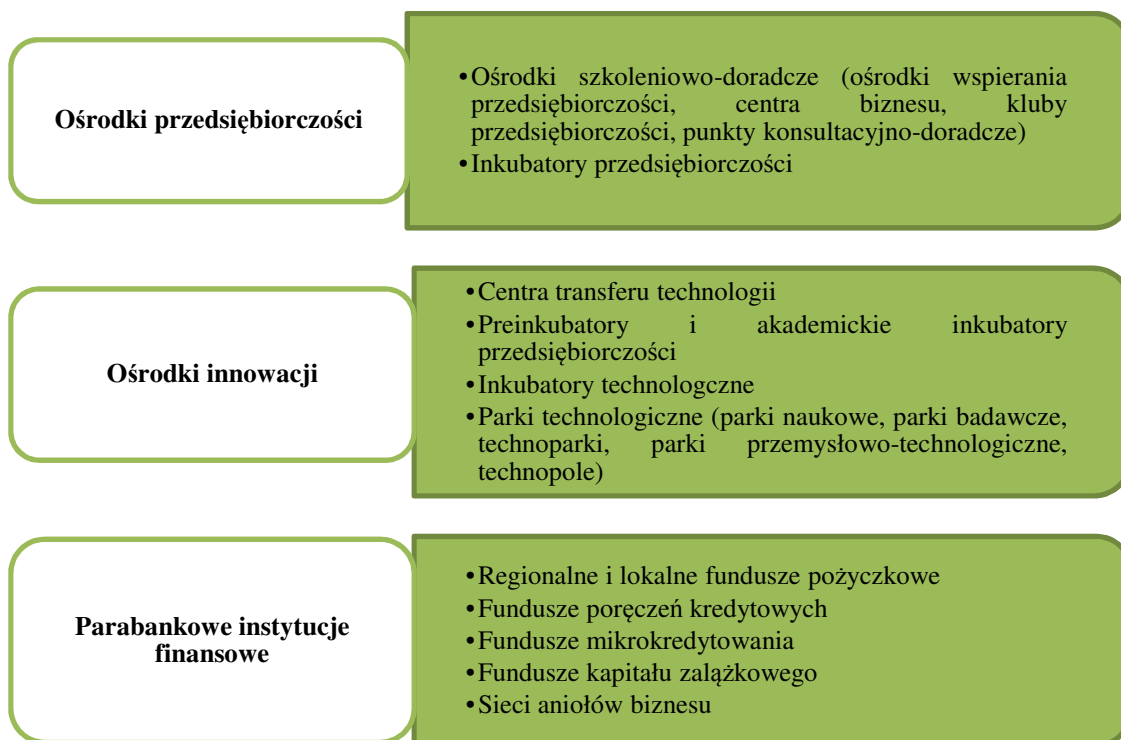 Ośrodki przedsiębiorczości
•Ośrodki szkoleniowo-doradcze (ośrodki wspierania
przedsiębiorczości, centra biznesu, kluby
przedsiębiorczości, punkty konsultacyjno-doradcze)
•Inkubatory przedsiębiorczości
Ośrodki innowacji
•Centra transferu technologii
•Preinkubatory i akademickie inkubatory
przedsiębiorczości
•Inkubatory technologczne
•Parki technologiczne (parki naukowe, parki badawcze,
technoparki, parki przemysłowo-technologiczne,
technopole)
Parabankowe instytucje
finansowe
•Regionalne i lokalne fundusze pożyczkowe
•Fundusze poręczeń kredytowych
•Fundusze mikrokredytowania
•Fundusze kapitału zalążkowego
•Sieci aniołów biznesu